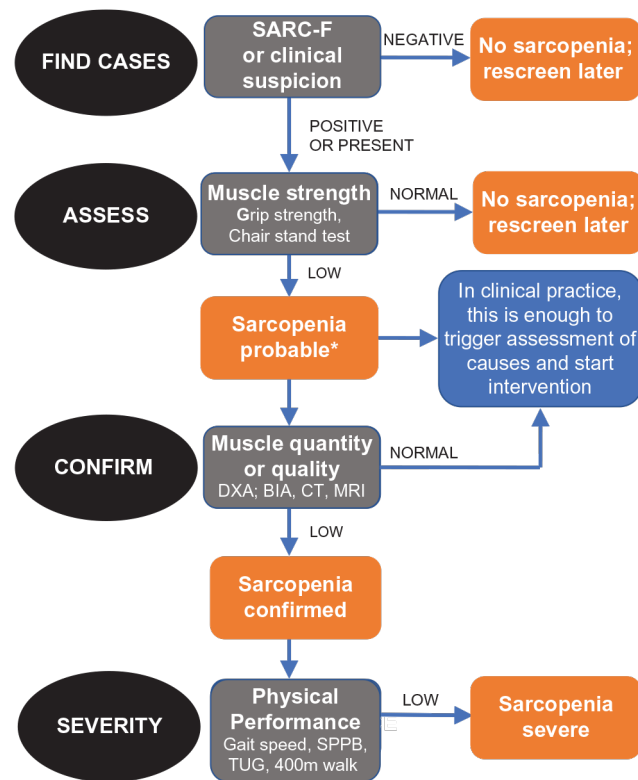 FIND CASES
SARC-F
or clinical
suspicion
NEGATIVE
No sarcopenia;
rescreen later
POSITIVE
OR PRESENT
ASSESS
Muscle strength
Grip strength,
Chair stand test
NORMAL
No sarcopenia;
rescreen later
LOW
Sarcopenia
probable*
In clinical practice,
this is enough to
trigger assessment of
causes and start
intervention
CONFIRM
Muscle quantity
or quality
DXA; BIA, CT, MRI
NORMAL
LOW
Sarcopenia
confirmed
SEVERITY
Physical
Performance
Gait speed, SPPB,
TUG, 400m walk
LOW
Sarcopenia
severe